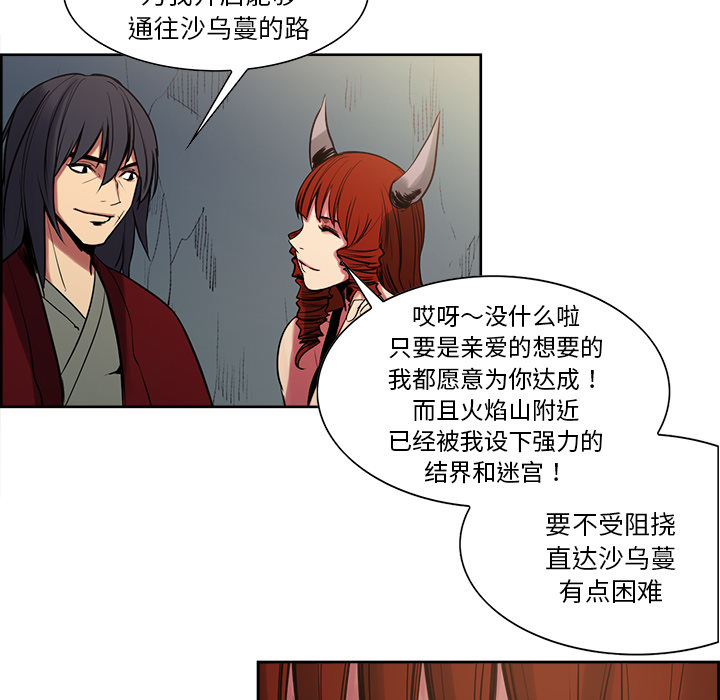 通往沙乌蔓的路
哎呀～没什么啦
只要是亲爱的想要的
我都愿意为你达成！
而且火焰山附近
已经被我设下强力的
结界和迷宫！
要不受阻挠
直达沙乌蔓
有点困难